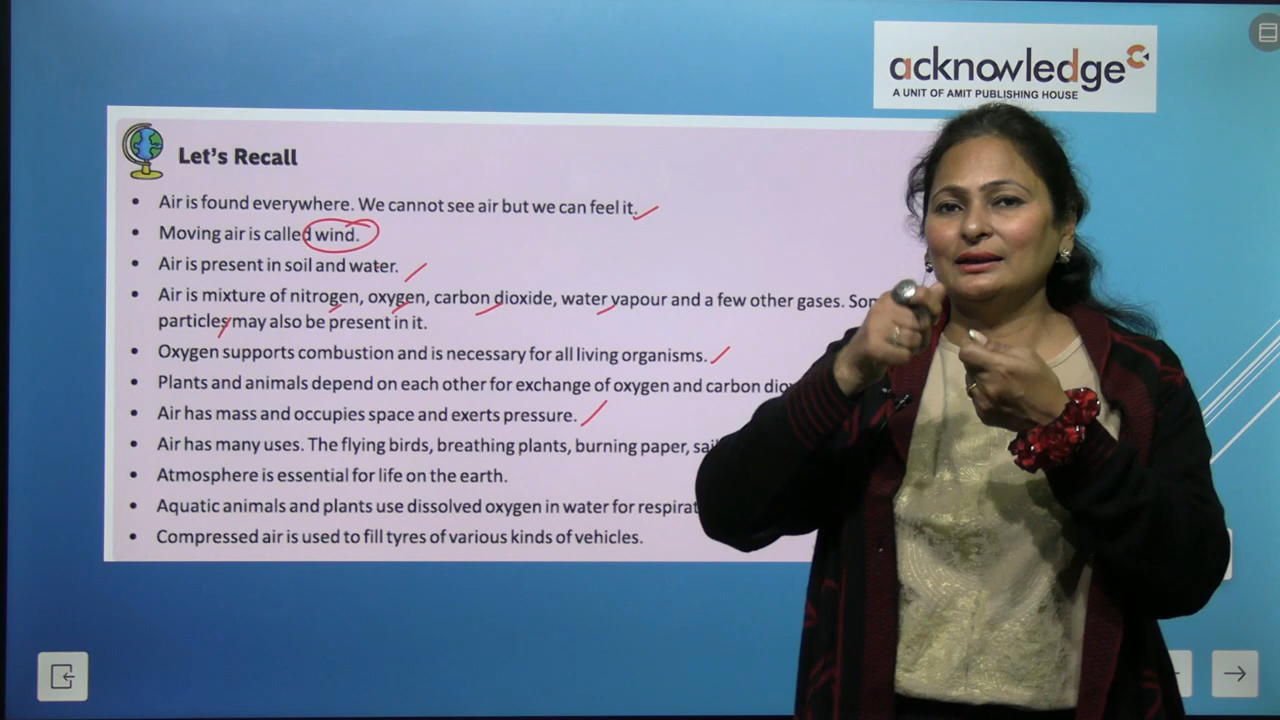 acknowledge
A UNIT OF AMIT PUBLISHING HOUSE
Let's Recall
• Air is found everywhere. We cannot see air but we can feel it.
• Moving air is called wind.
• Air is present in soil and water.
• Air is mixture of nitrogen, oxygen, carbon dioxide, water vapour and a few other gases.
particles may also be present in it.
• Oxygen supports combustion and is necessary for all living organisms.
• Plants and animals depend on each other for exchange of oxygen and carbon
• Air has mass and occupies space and exerts pressure.
• Air has many uses. The flying birds, breathing plants, burning paper,
• Atmosphere is essential for life on the earth.
• Aquatic animals and plants use dissolved oxygen in water for
• Compressed air is used to fill tyres of various kinds of vehicles.